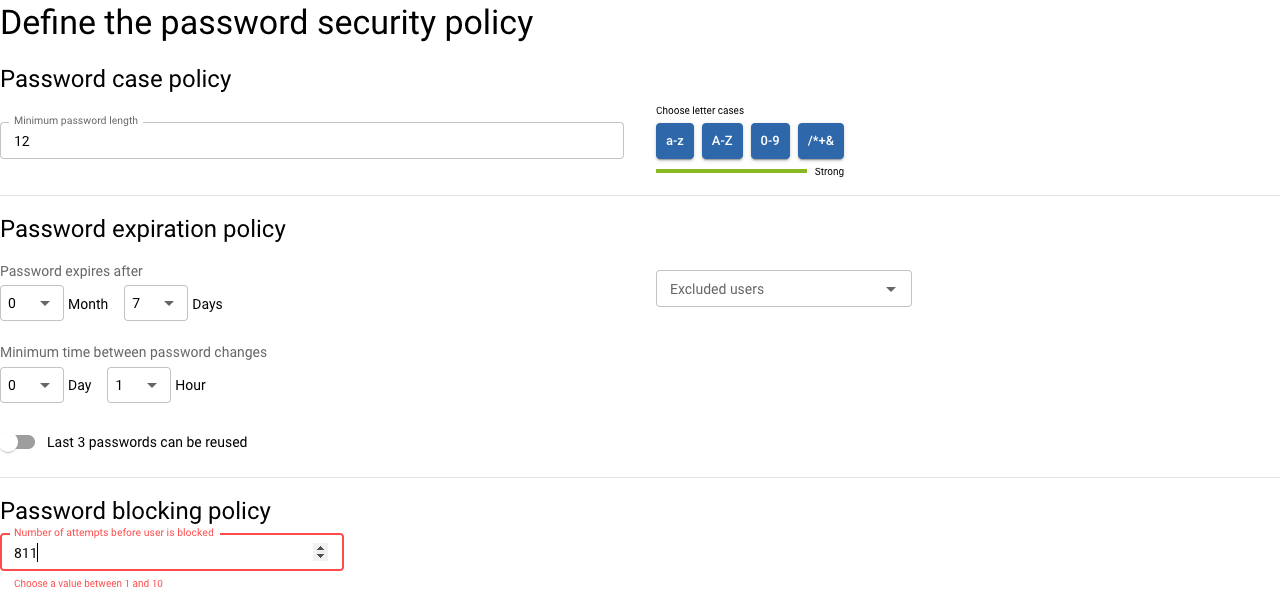 Define the password security policy
Password case policy
Minimum password length
12
Choose letter cases
a-z A-Z 0-9 /*+&
Strong
Password expiration policy
Password expires after
0 Month 7 Days
Excluded users
Minimum time between password changes
0 Day 1 Hour
Last 3 passwords can be reused
Password blocking policy
Number of attempts before user is blocked
811
Choose a value between 1 and 10